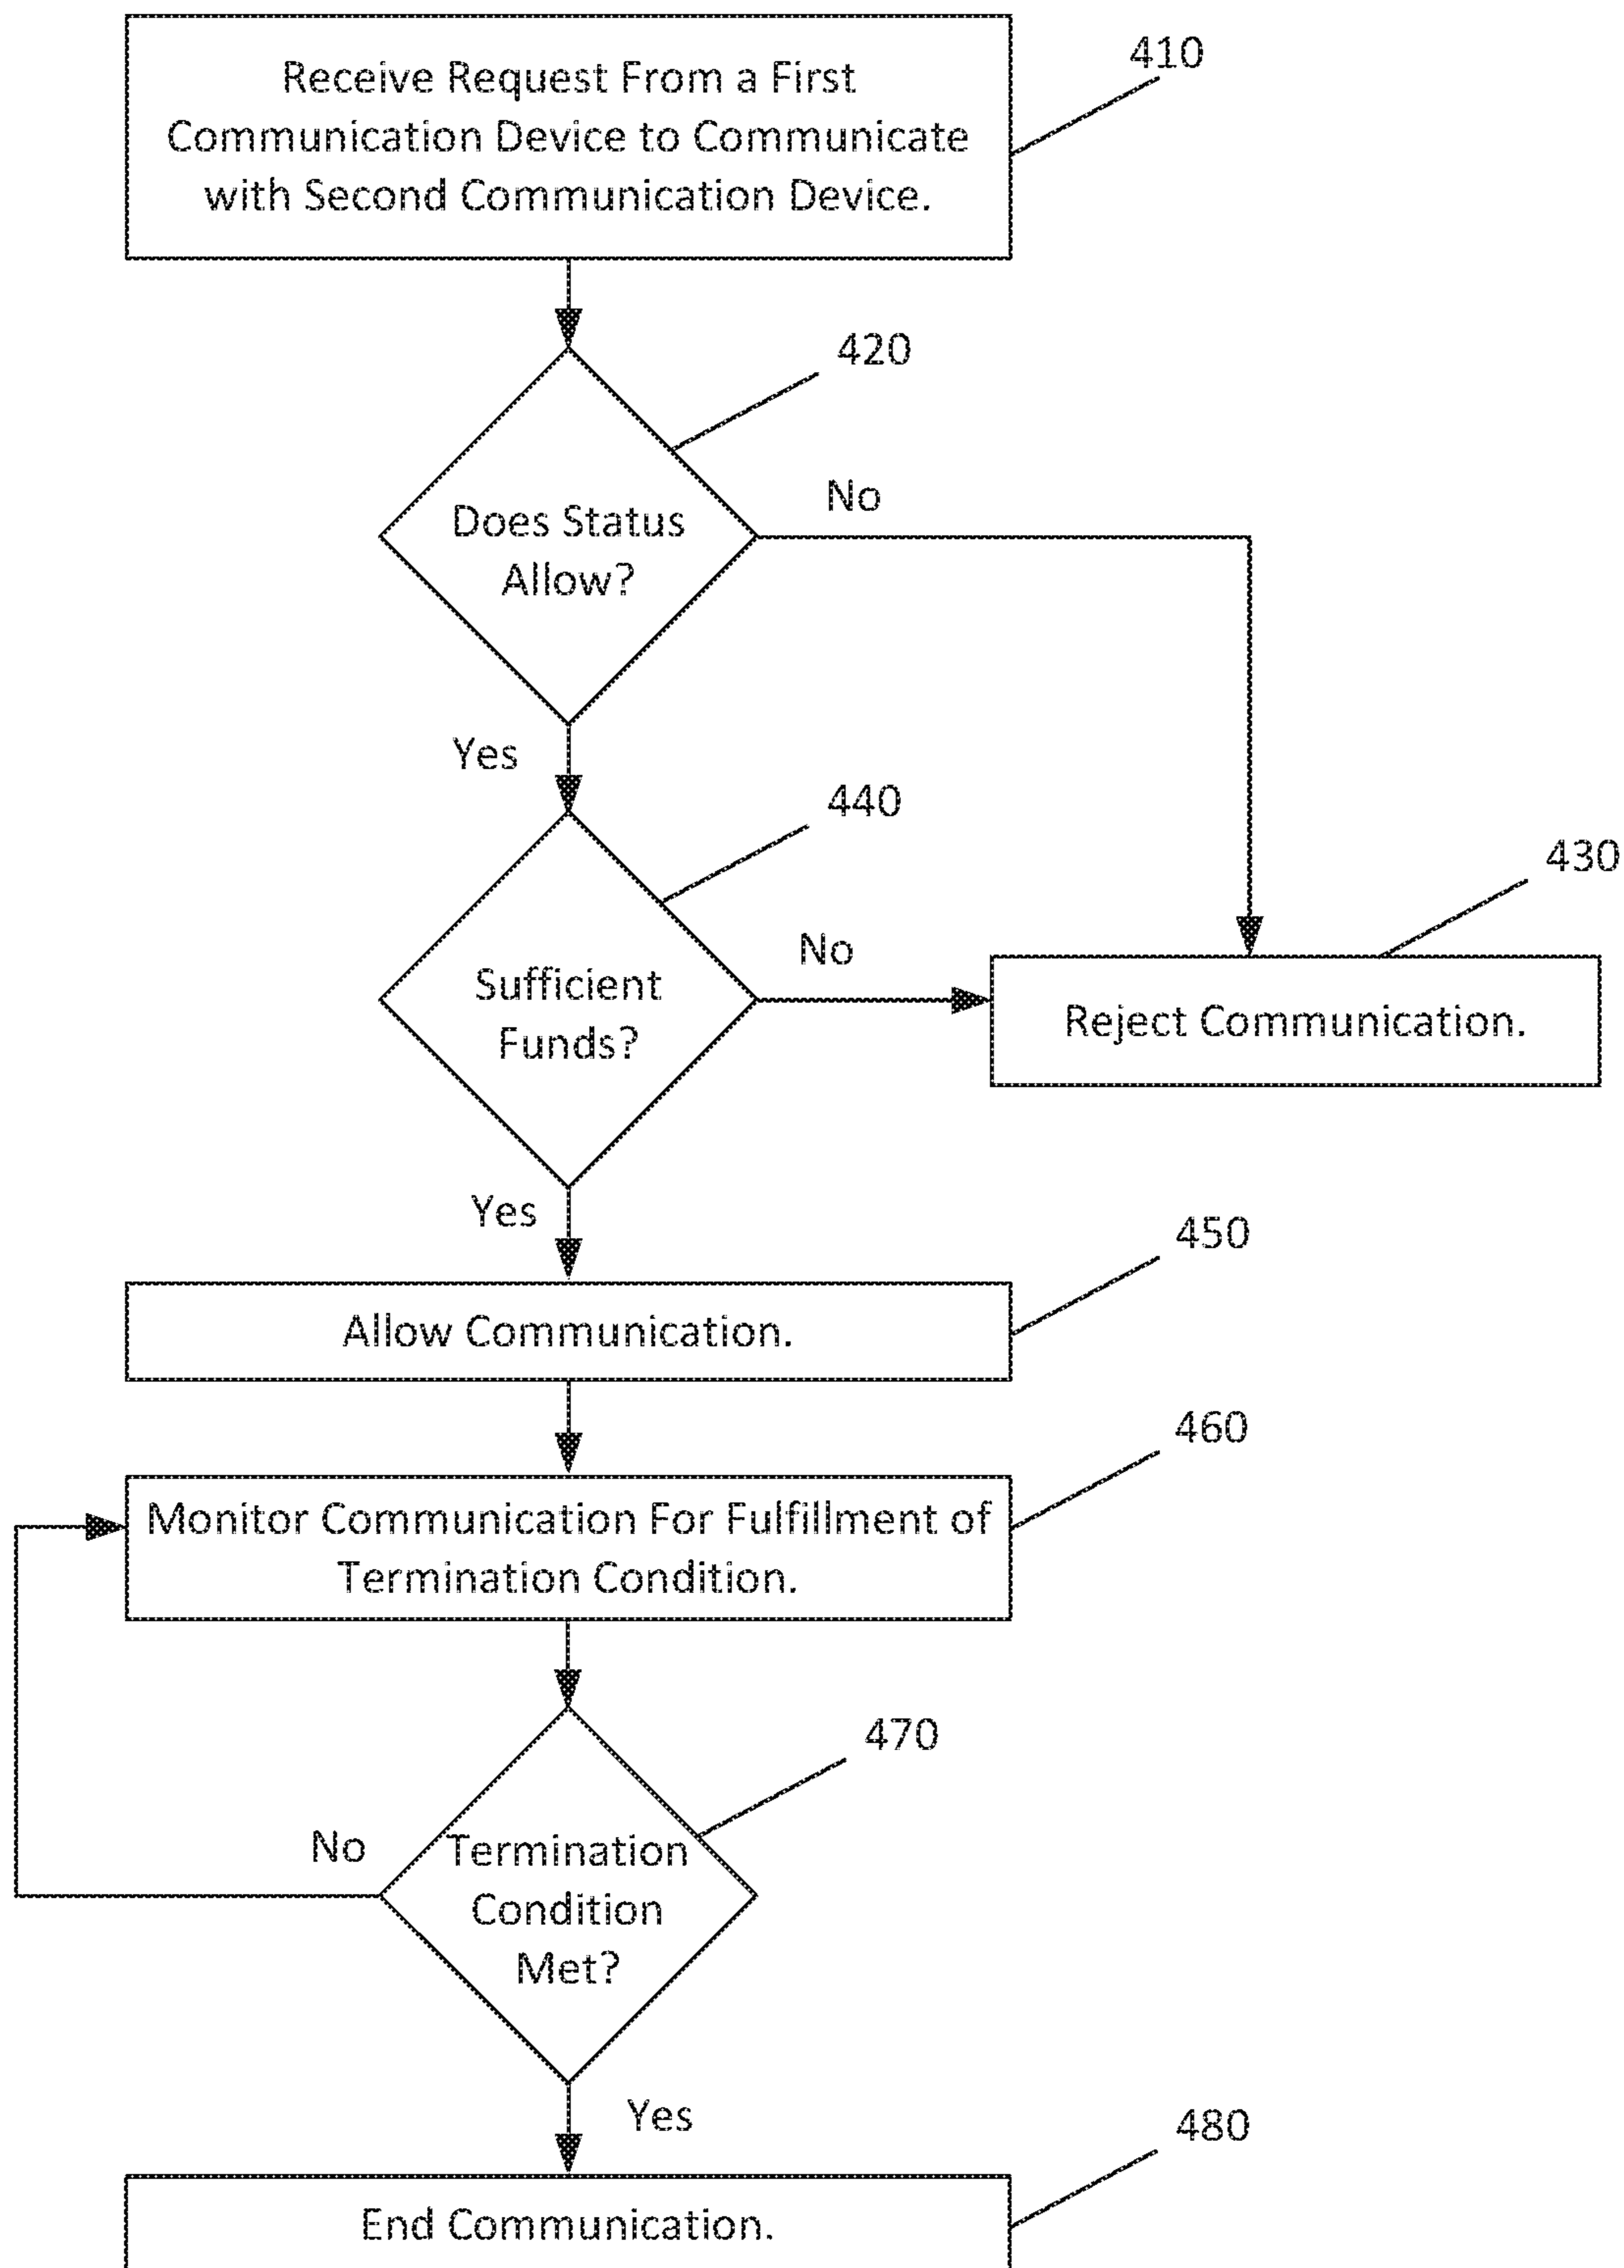 Receive Request From a First
Communication Device to Communicate
with Second Communication Device.
410
420
Does Status
Allow?
No
Yes
440
430
Sufficient
Funds?
No
Reject Communication.
Yes
450
Allow Communication.
460
Monitor Communication For Fulfillment of
Termination Condition.
470
No
Termination
Condition
Met?
Yes
480
End Communication.